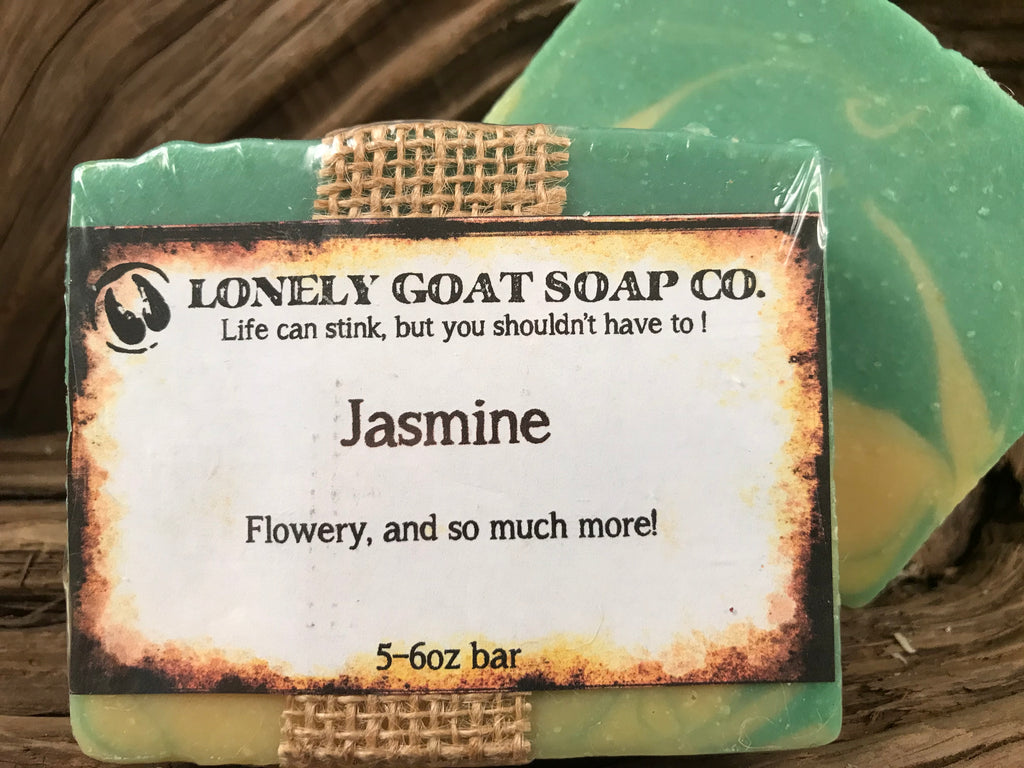 LONELY GOAT SOAP CO.
Life can stink, but you shouldn't have to !
Jasmine
Flowery, and so much more!
5-6oz bar